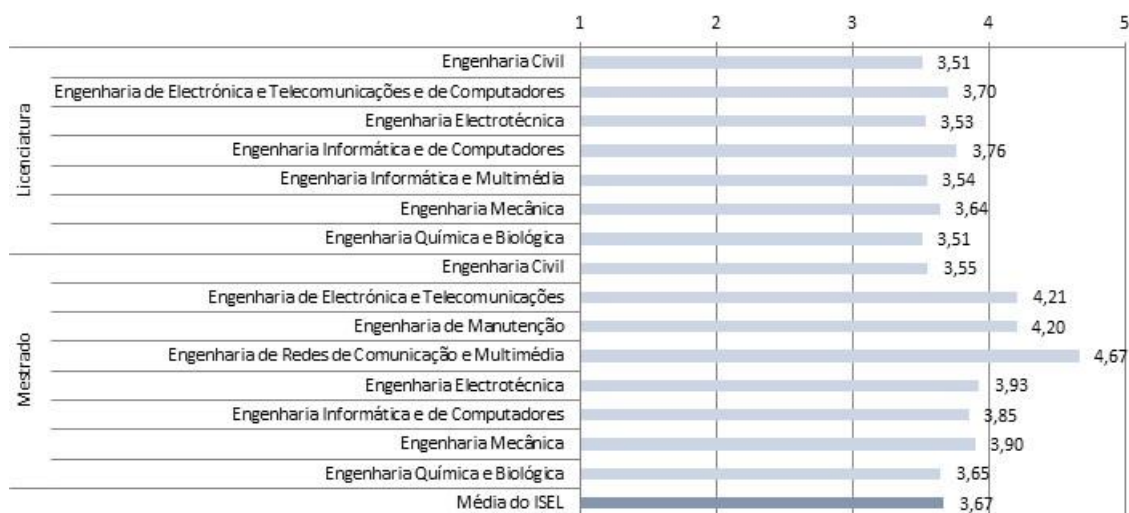 1 2 3 4 5
Licenciatura
Engenharia Civil 3,51
Engenharia de Electrónica e Telecomunicações e de Computadores 3,70
Engenharia Electrotécnica 3,53
Engenharia Informática e de Computadores 3,76
Engenharia Informática e Multimédia 3,54
Engenharia Mecânica 3,64
Engenharia Química e Biológica 3,51
Mestrado
Engenharia Civil 3,55
Engenharia de Electrónica e Telecomunicações 4,21
Engenharia de Manutenção 4,20
Engenharia de Redes de Comunicação e Multimédia 4,67
Engenharia Electrotécnica 3,93
Engenharia Informática e de Computadores 3,85
Engenharia Mecânica 3,90
Engenharia Química e Biológica 3,65
Média do ISEL 3,67